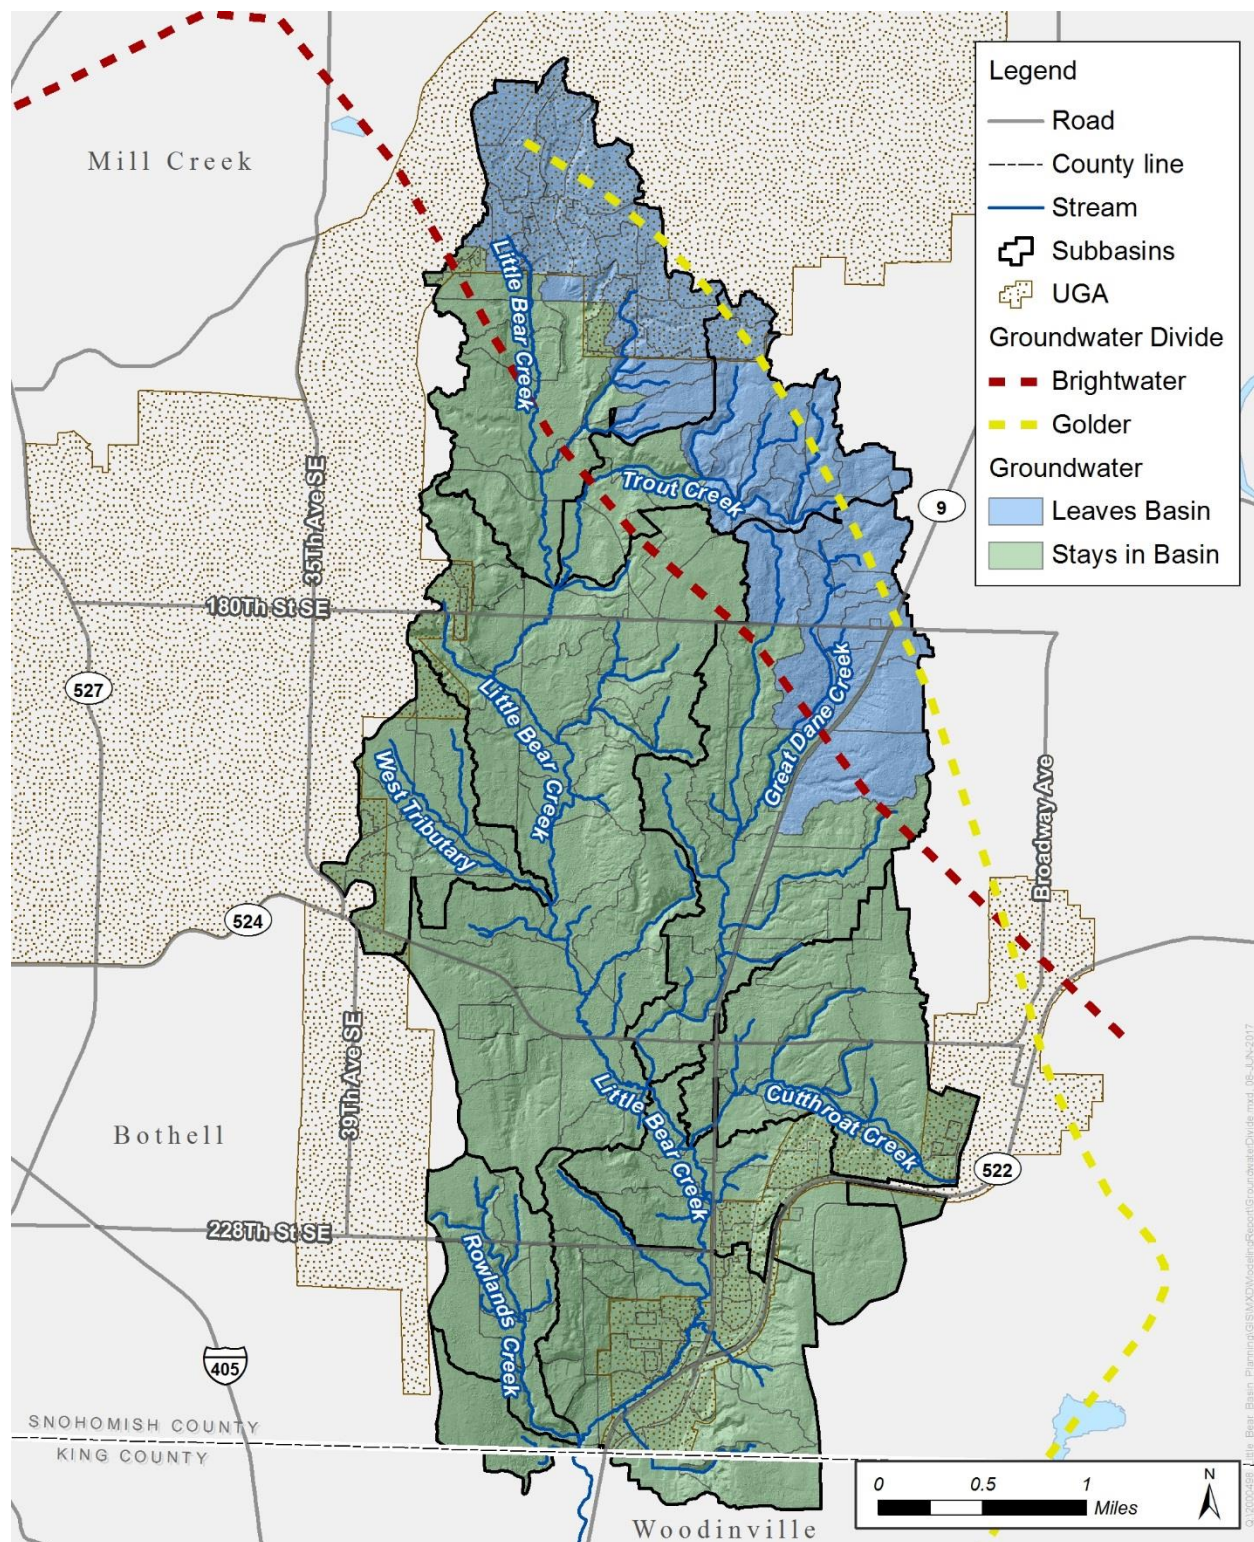 Legend
Road
County line
Stream
Subbasins
UGA
Groundwater Divide
Brightwater
Golder
Groundwater
Leaves Basin
Stays in Basin
Mill Creek
Little Bear Creek
Trout Creek
9
35Th Ave SE
180Th St SE
527
Little Bear Creek
Great Dane Creek
West Tributary
Broadway Ave
524
39Th Ave SE
Little Bear Creek
Cutthroat Creek
Bothell
522
228Th St SE
Rowlands Creek
405
SNOHOMISH COUNTY
KING COUNTY
0 0.5 1
Miles
N
Woodinville